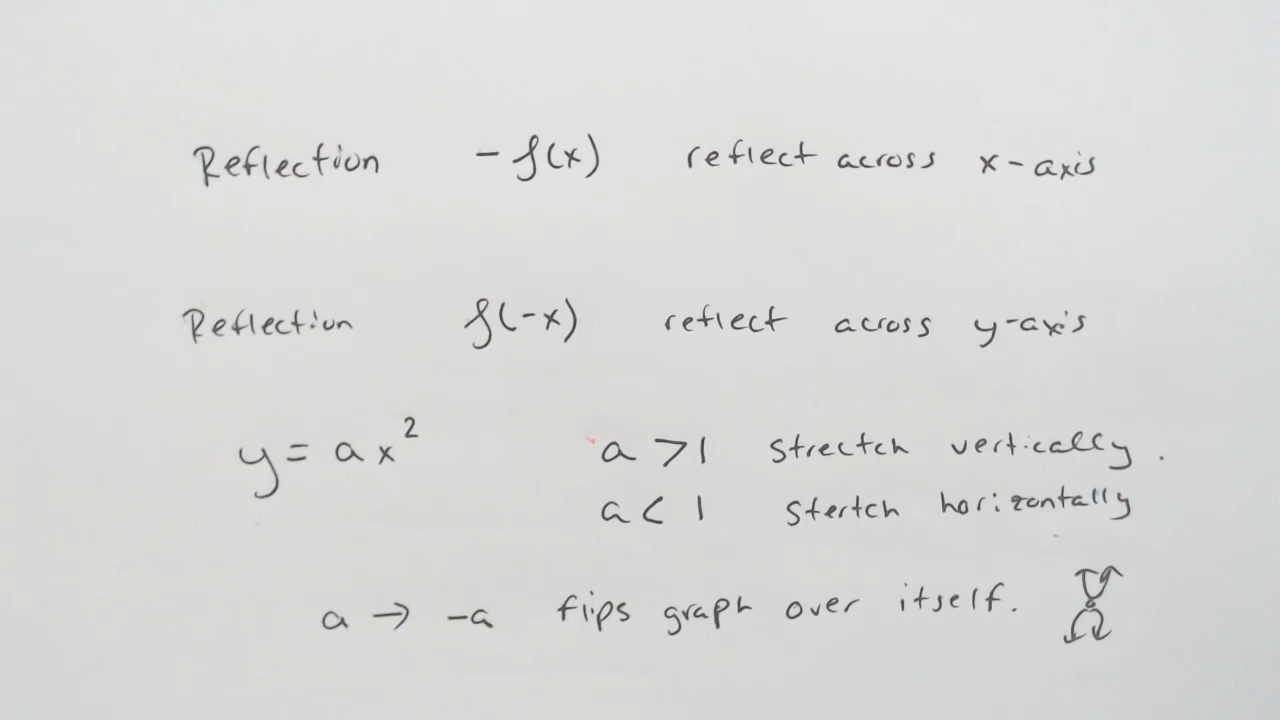 Reflection -f(x) reflect across x-axis
Reflection f(-x) reflect across y-axis
y = ax² a > 1 strectch vertically.
a < 1 stertch horizontally
a → -a flips graph over itself.